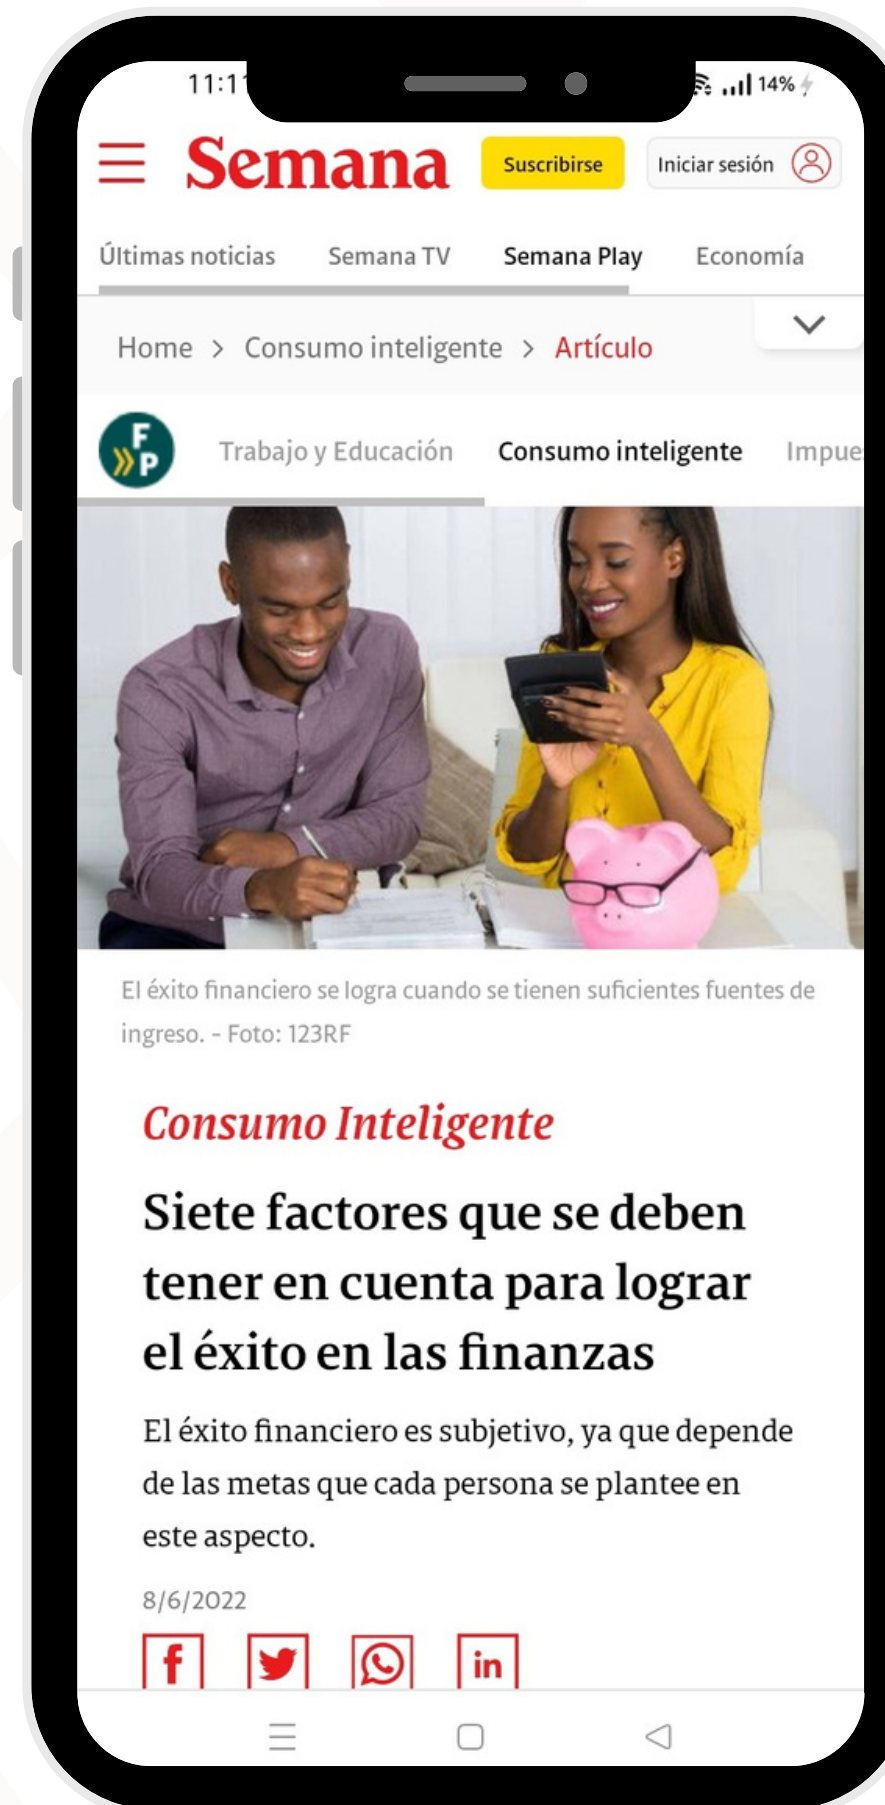 11:11
14%
Semana
Suscribirse
Iniciar sesión
Últimas noticias Semana TV Semana Play Economía
Home > Consumo inteligente > Artículo
F
P
Trabajo y Educación Consumo inteligente
El éxito financiero se logra cuando se tienen suficientes fuentes de
ingreso. - Foto: 123RF
Consumo Inteligente
Siete factores que se deben
tener en cuenta para lograr
el éxito en las finanzas
El éxito financiero es subjetivo, ya que depende
de las metas que cada persona se plantee en
este aspecto.
8/6/2022
f
in